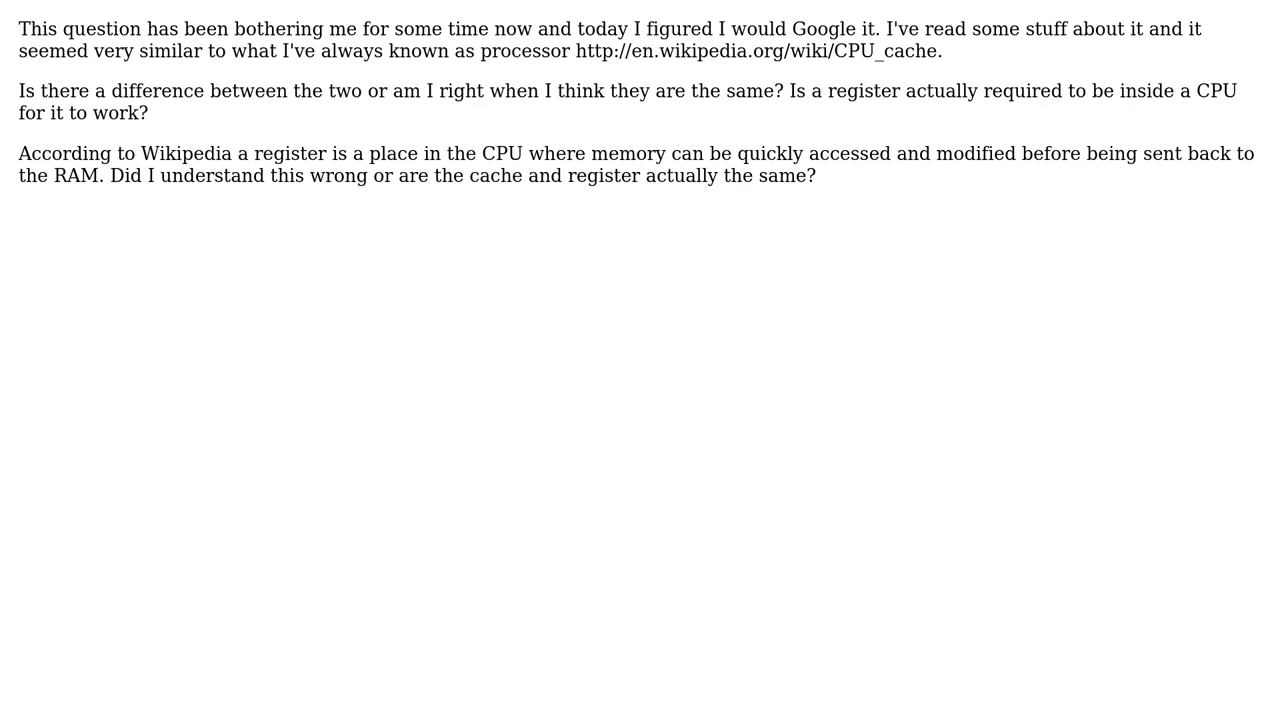 This question has been bothering me for some time now and today I figured I would Google it. I've read some stuff about it and it
seemed very similar to what I've always known as processor http://en.wikipedia.org/wiki/CPU_cache.
Is there a difference between the two or am I right when I think they are the same? Is a register actually required to be inside a CPU
for it to work?
According to Wikipedia a register is a place in the CPU where memory can be quickly accessed and modified before being sent back to
the RAM. Did I understand this wrong or are the cache and register actually the same?